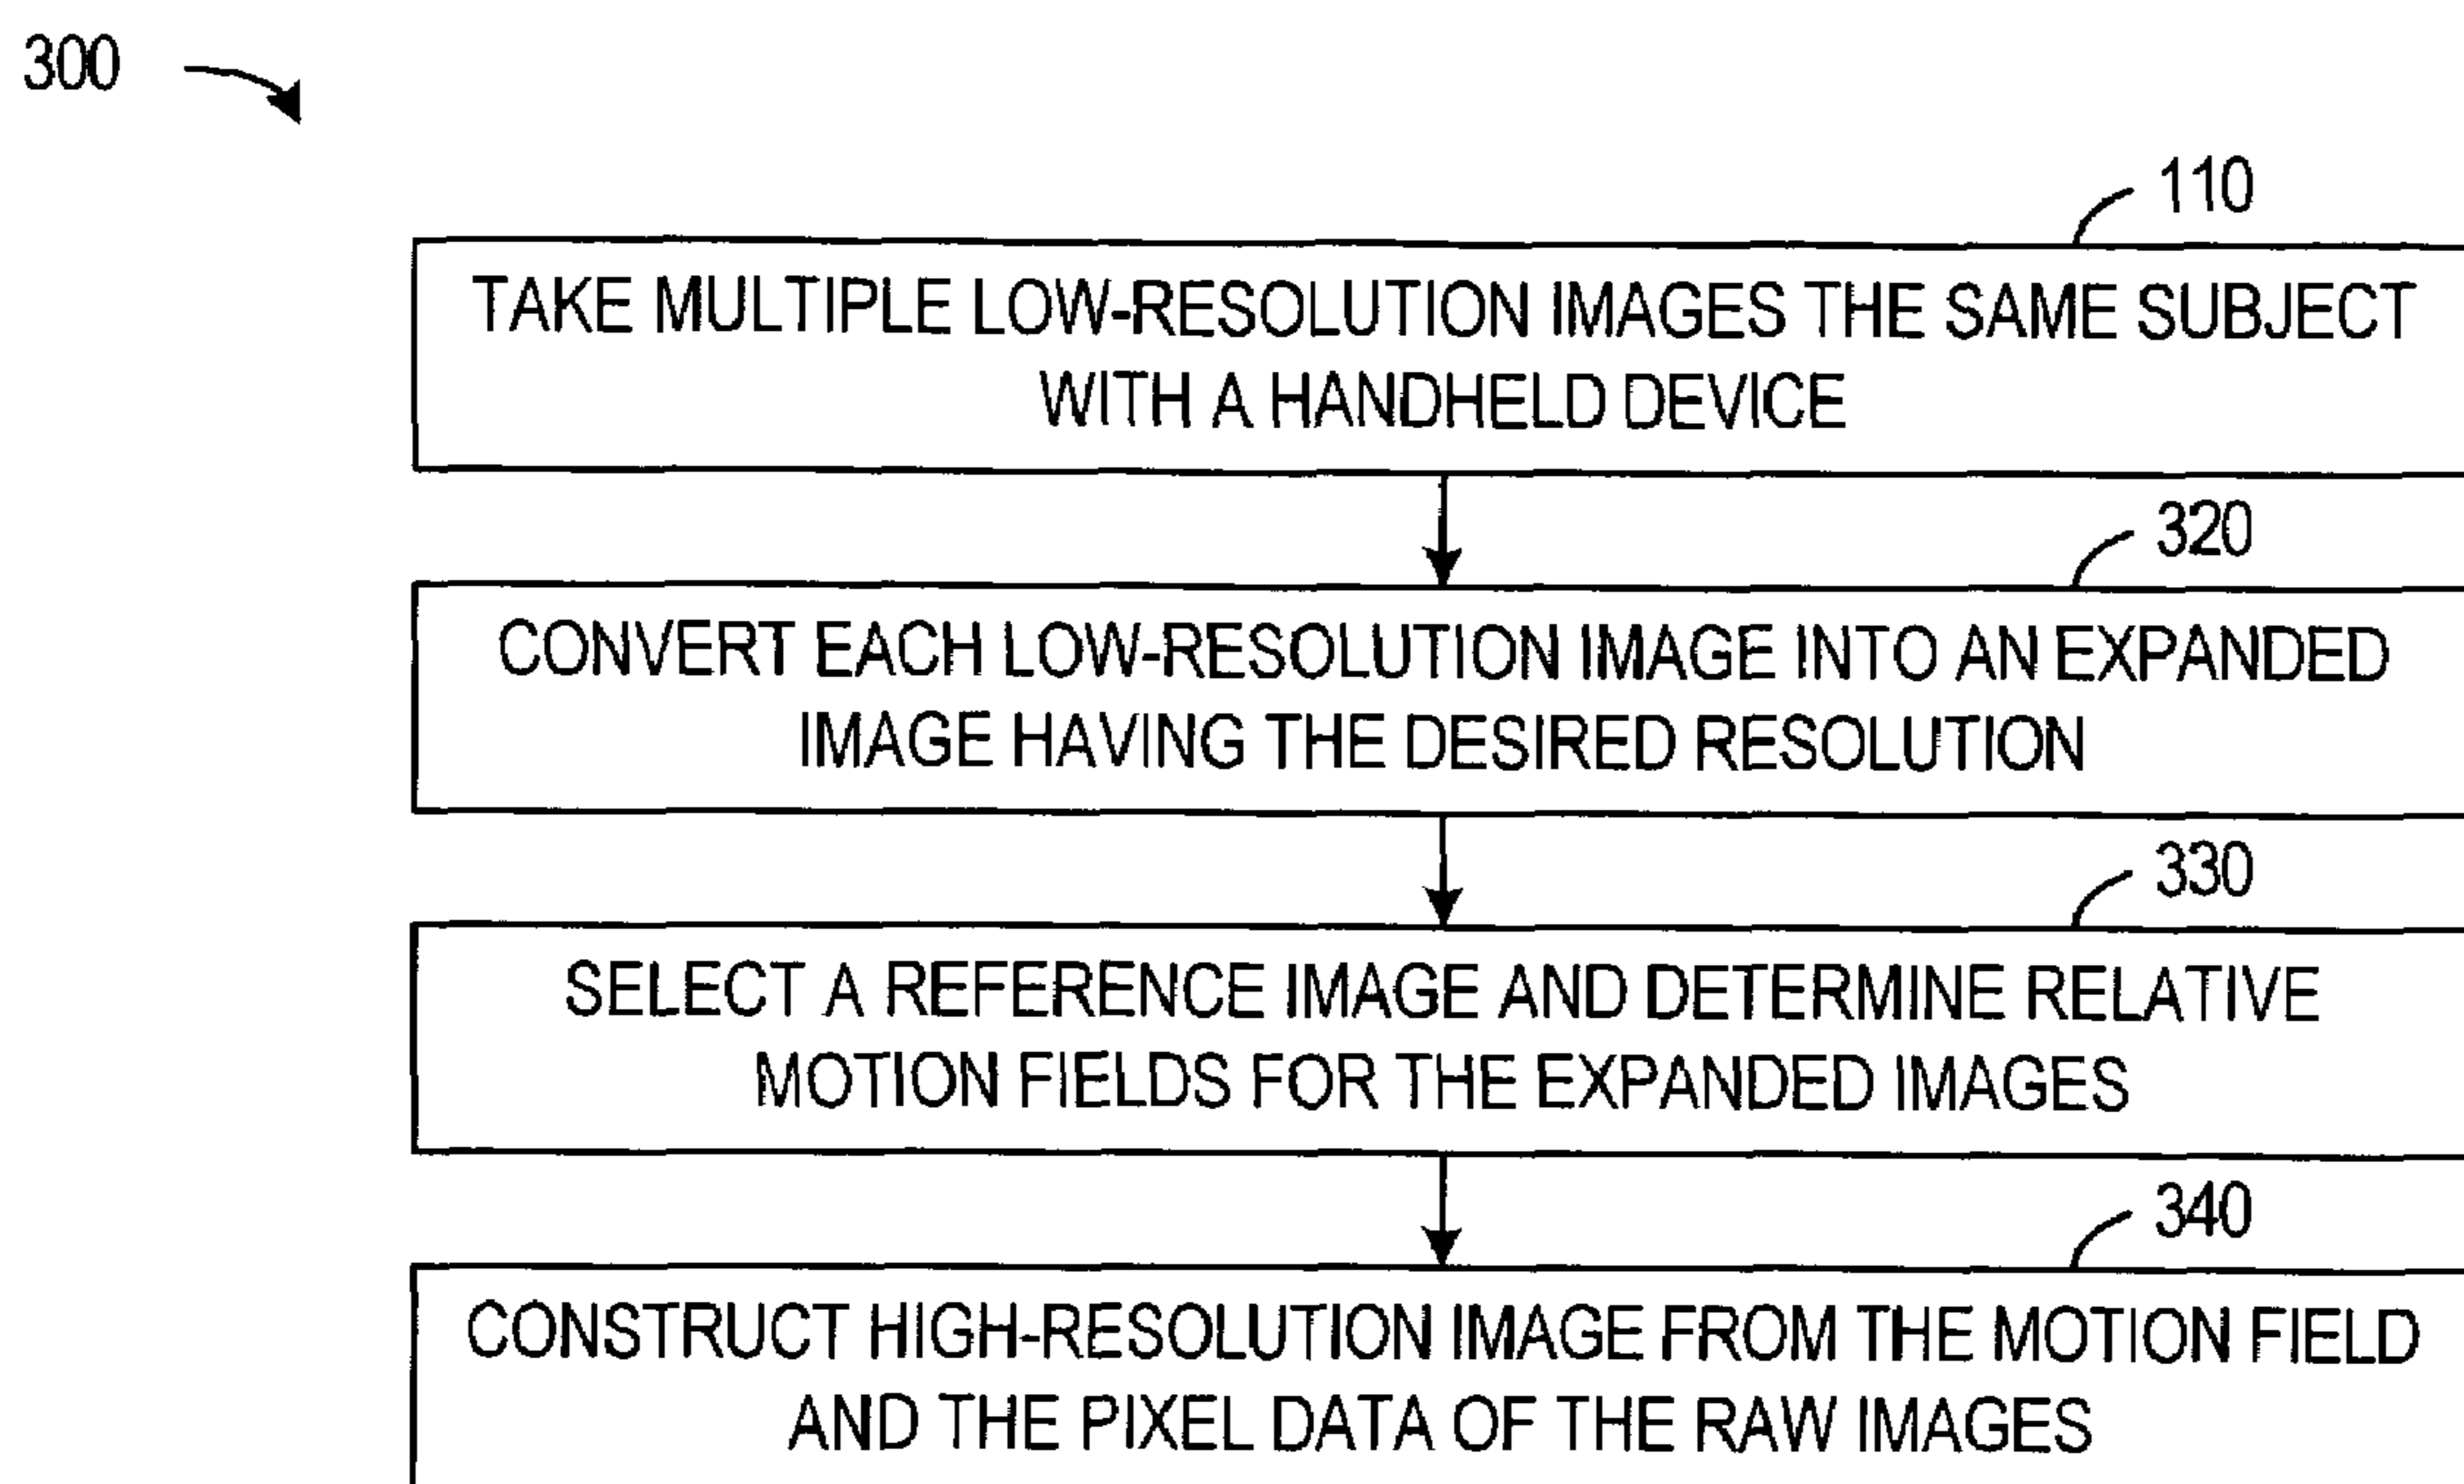 300
110
TAKE MULTIPLE LOW-RESOLUTION IMAGES THE SAME SUBJECT
WITH A HANDHELD DEVICE
320
CONVERT EACH LOW-RESOLUTION IMAGE INTO AN EXPANDED
IMAGE HAVING THE DESIRED RESOLUTION
330
SELECT A REFERENCE IMAGE AND DETERMINE RELATIVE
MOTION FIELDS FOR THE EXPANDED IMAGES
340
CONSTRUCT HIGH-RESOLUTION IMAGE FROM THE MOTION FIELD
AND THE PIXEL DATA OF THE RAW IMAGES